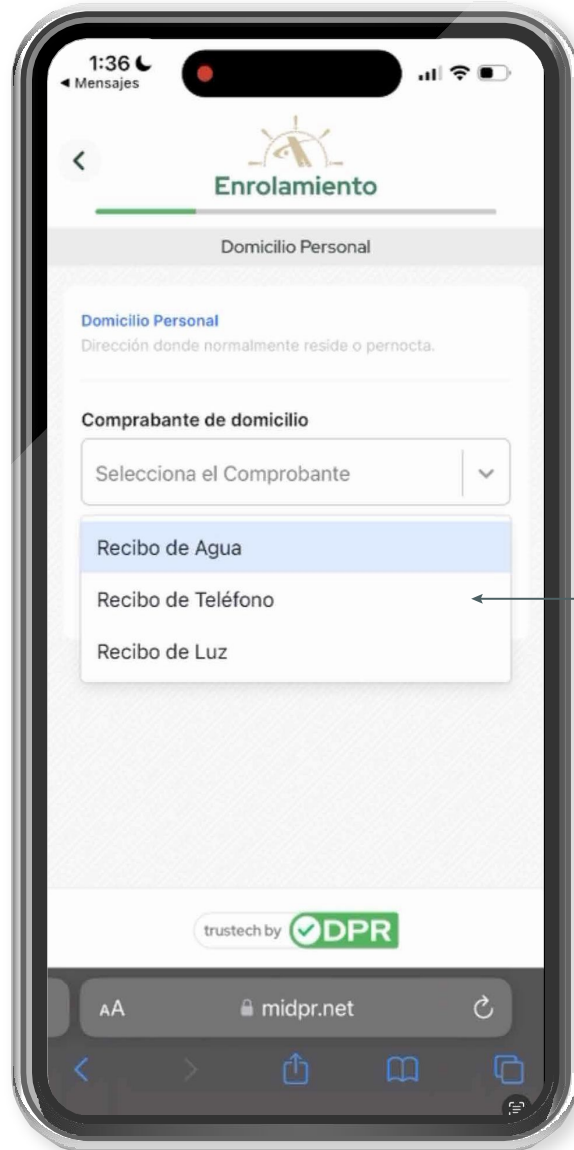 1:36
◄ Mensajes
Enrolamiento
Domicilio Personal
Domicilio Personal
Dirección donde normalmente reside o pernocta.
Comprabante de domicilio
Selecciona el Comprobante
Recibo de Agua
Recibo de Teléfono
Recibo de Luz
trustech by DPR
AA midpr.net